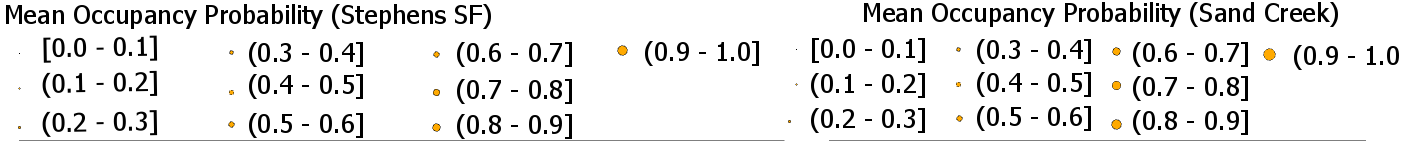 Mean Occupancy Probability (Stephens SF)
[0.0 - 0.1] (0.3 - 0.4] (0.6 - 0.7] (0.9 - 1.0]
(0.1 - 0.2] (0.4 - 0.5] (0.7 - 0.8]
(0.2 - 0.3] (0.5 - 0.6] (0.8 - 0.9]
Mean Occupancy Probability (Sand Creek)
[0.0 - 0.1] (0.3 - 0.4] (0.6 - 0.7] (0.9 - 1.0
(0.1 - 0.2] (0.4 - 0.5] (0.7 - 0.8]
(0.2 - 0.3] (0.5 - 0.6] (0.8 - 0.9]